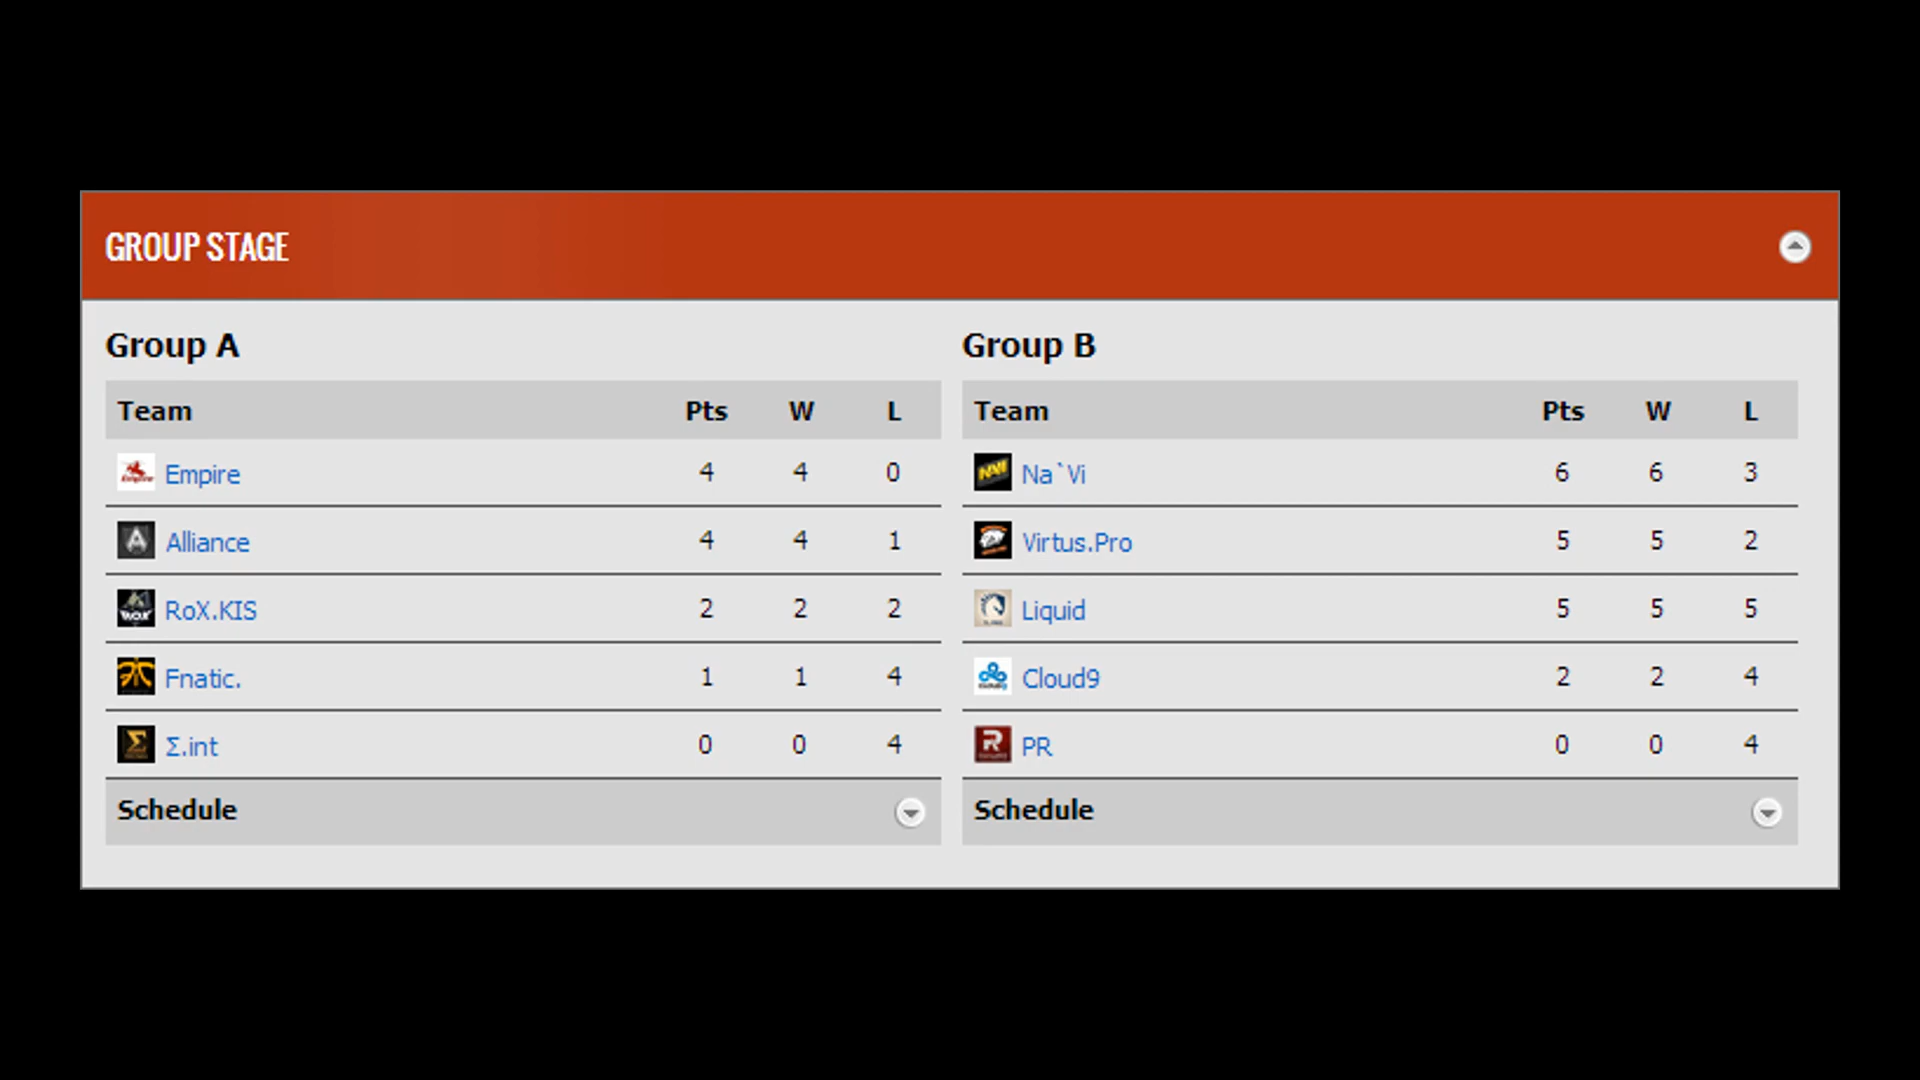 GROUP STAGE
Group A
Team Pts W L
Empire 4 4 0
Alliance 4 4 1
RoX.KIS 2 2 2
Fnatic. 1 1 4
Σ.int 0 0 4
Schedule
Group B
Team Pts W L
Na`Vi 6 6 3
Virtus.Pro 5 5 2
Liquid 5 5 5
Cloud9 2 2 4
PR 0 0 4
Schedule